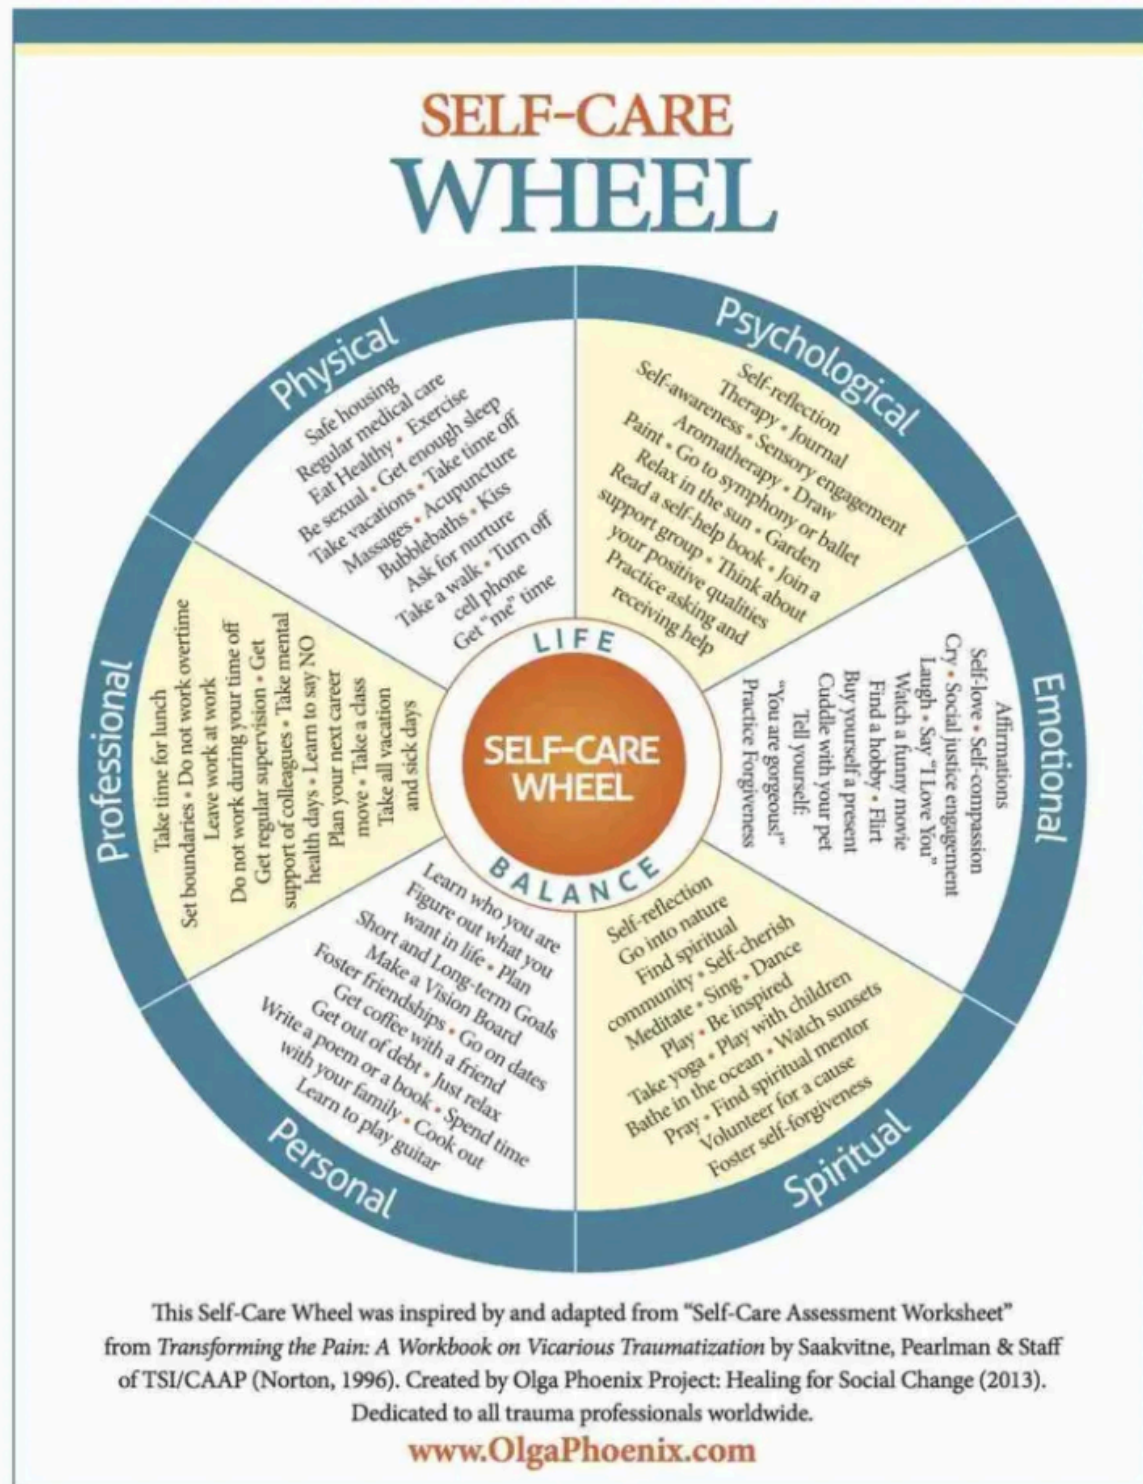 SELF-CARE
WHEEL
Physical
Safe housing
Regular medical care
Eat Healthy • Exercise
Be sexual • Get enough sleep
Take vacations • Take time off
Massages • Acupuncture
Bubblebaths • Kiss
Ask for nurture
Take a walk • Turn off
cell phone
Get "me" time
Psychological
Self-reflection
Therapy • Journal
Self-awareness • Sensory engagement
Aromatherapy • Draw
Paint • Go to symphony or ballet
Relax in the sun • Garden
Read a self-help book • Join a
support group • Think about
your positive qualities
Practice asking and
receiving help
Emotional
Affirmations
Self-love • Self-compassion
Cry • Social justice engagement
Laugh • Say "I Love You"
Watch a funny movie
Find a hobby • Flirt
Buy yourself a present
Cuddle with your pet
Tell yourself:
"You are gorgeous!"
Practice Forgiveness
Spiritual
Self-reflection
Go into nature
Find spiritual
community • Self-cherish
Meditate • Sing • Dance
Play • Be inspired
Take yoga • Play with children
Bathe in the ocean • Watch sunsets
Pray • Find spiritual mentor
Volunteer for a cause
Foster self-forgiveness
Personal
Learn who you are
Figure out what you
want in life • Plan
Short and Long-term Goals
Make a Vision Board
Foster friendships • Go on dates
Get coffee with a friend
Get out of debt • Just relax
Write a poem or a book • Spend time
with your family • Cook out
Learn to play guitar
Professional
Take time for lunch
Set boundaries • Do not work overtime
Leave work at work
Do not work during your time off
Get regular supervision • Get
support of colleagues • Take mental
health days • Learn to say NO
Plan your next career
move • Take a class
Take all vacation
and sick days
LIFE
SELF-CARE
WHEEL
BALANCE
This Self-Care Wheel was inspired by and adapted from "Self-Care Assessment Worksheet"
from Transforming the Pain: A Workbook on Vicarious Traumatization by Saakvitne, Pearlman & Staff
of TSI/CAAP (Norton, 1996). Created by Olga Phoenix Project: Healing for Social Change (2013).
Dedicated to all trauma professionals worldwide.
www.OlgaPhoenix.com